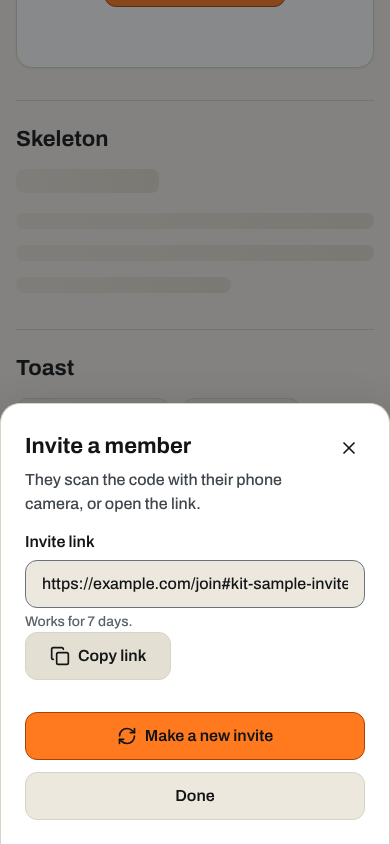 Skeleton
Toast
Invite a member
They scan the code with their phone
camera, or open the link.
Invite link
https://example.com/join#kit-sample-invite
Works for 7 days.
Copy link
Make a new invite
Done